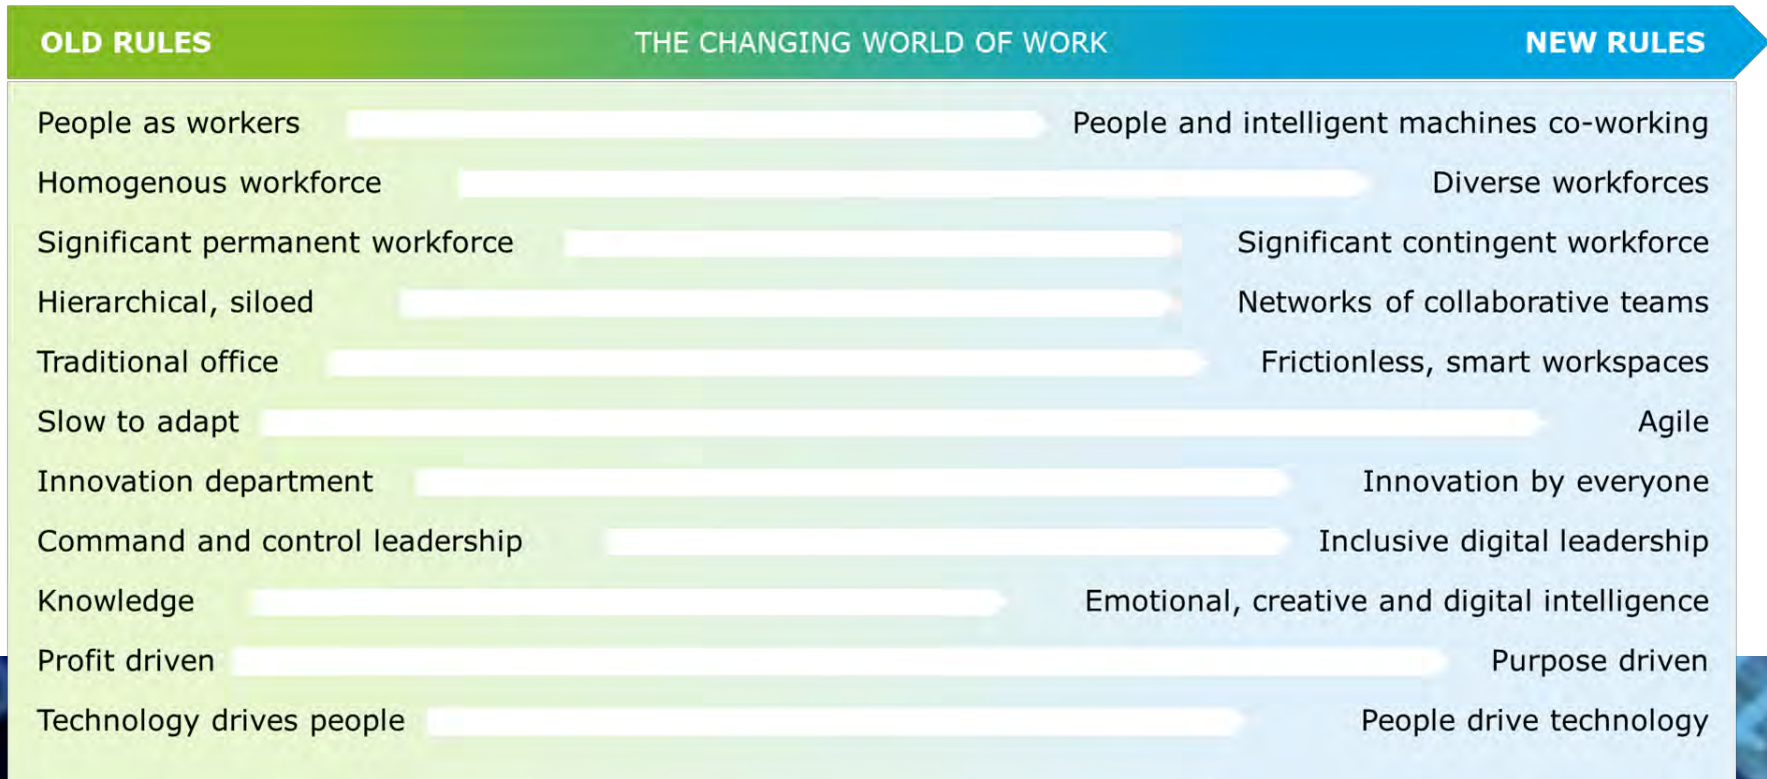 OLD RULES THE CHANGING WORLD OF WORK NEW RULES
People as workers People and intelligent machines co-working
Homogenous workforce Diverse workforces
Significant permanent workforce Significant contingent workforce
Hierarchical, siloed Networks of collaborative teams
Traditional office Frictionless, smart workspaces
Slow to adapt Agile
Innovation department Innovation by everyone
Command and control leadership Inclusive digital leadership
Knowledge Emotional, creative and digital intelligence
Profit driven Purpose driven
Technology drives people People drive technology